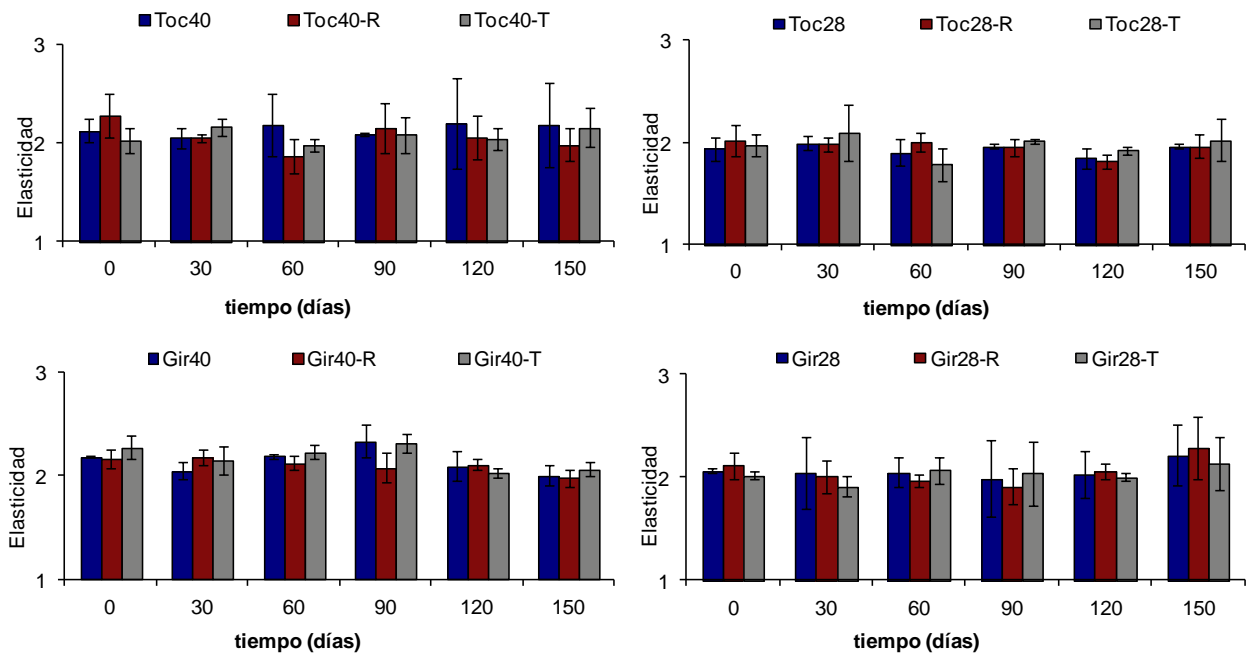 Toc40 Toc40-R Toc40-T
3
2
1
Elasticidad
0 30 60 90 120 150
tiempo (días)
Toc28 Toc28-R Toc28-T
3
2
1
Elasticidad
0 30 60 90 120 150
tiempo (días)
Gir40 Gir40-R Gir40-T
3
2
1
Elasticidad
0 30 60 90 120 150
tiempo (días)
Gir28 Gir28-R Gir28-T
3
2
1
Elasticidad
0 30 60 90 120 150
tiempo (días)